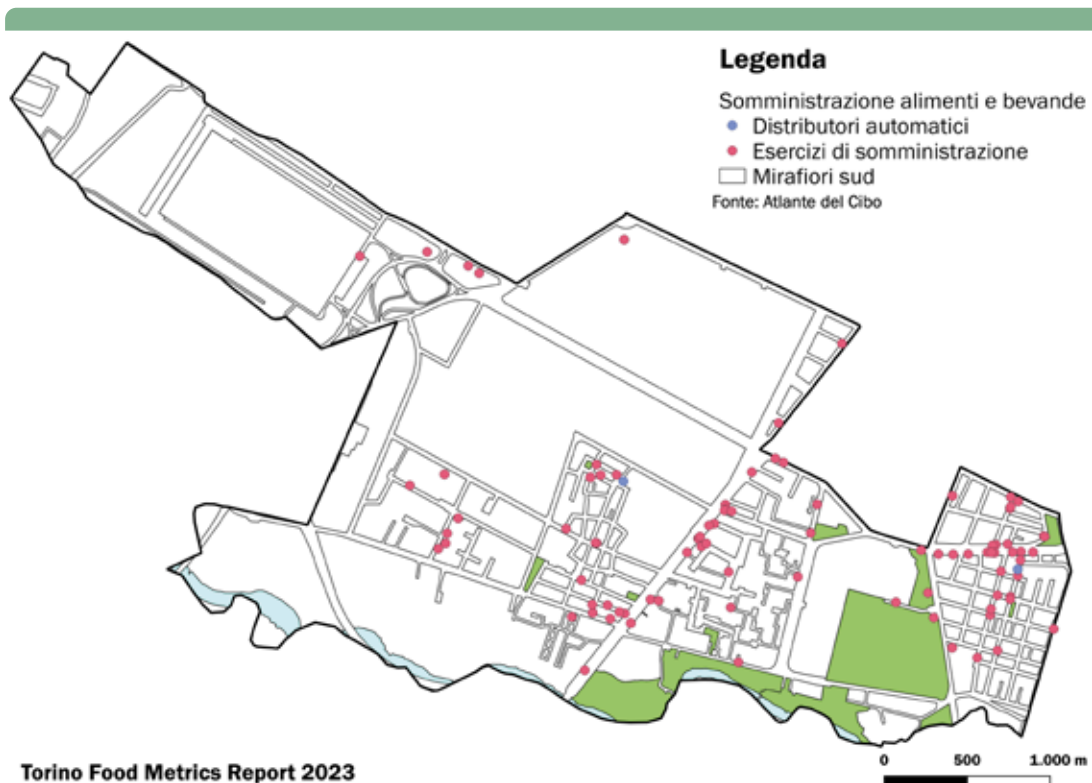 Legenda
Somministrazione alimenti e bevande
Distributori automatici
Esercizi di somministrazione
Mirafiori sud
Fonte: Atlante del Cibo
Torino Food Metrics Report 2023
0 500 1.000 m